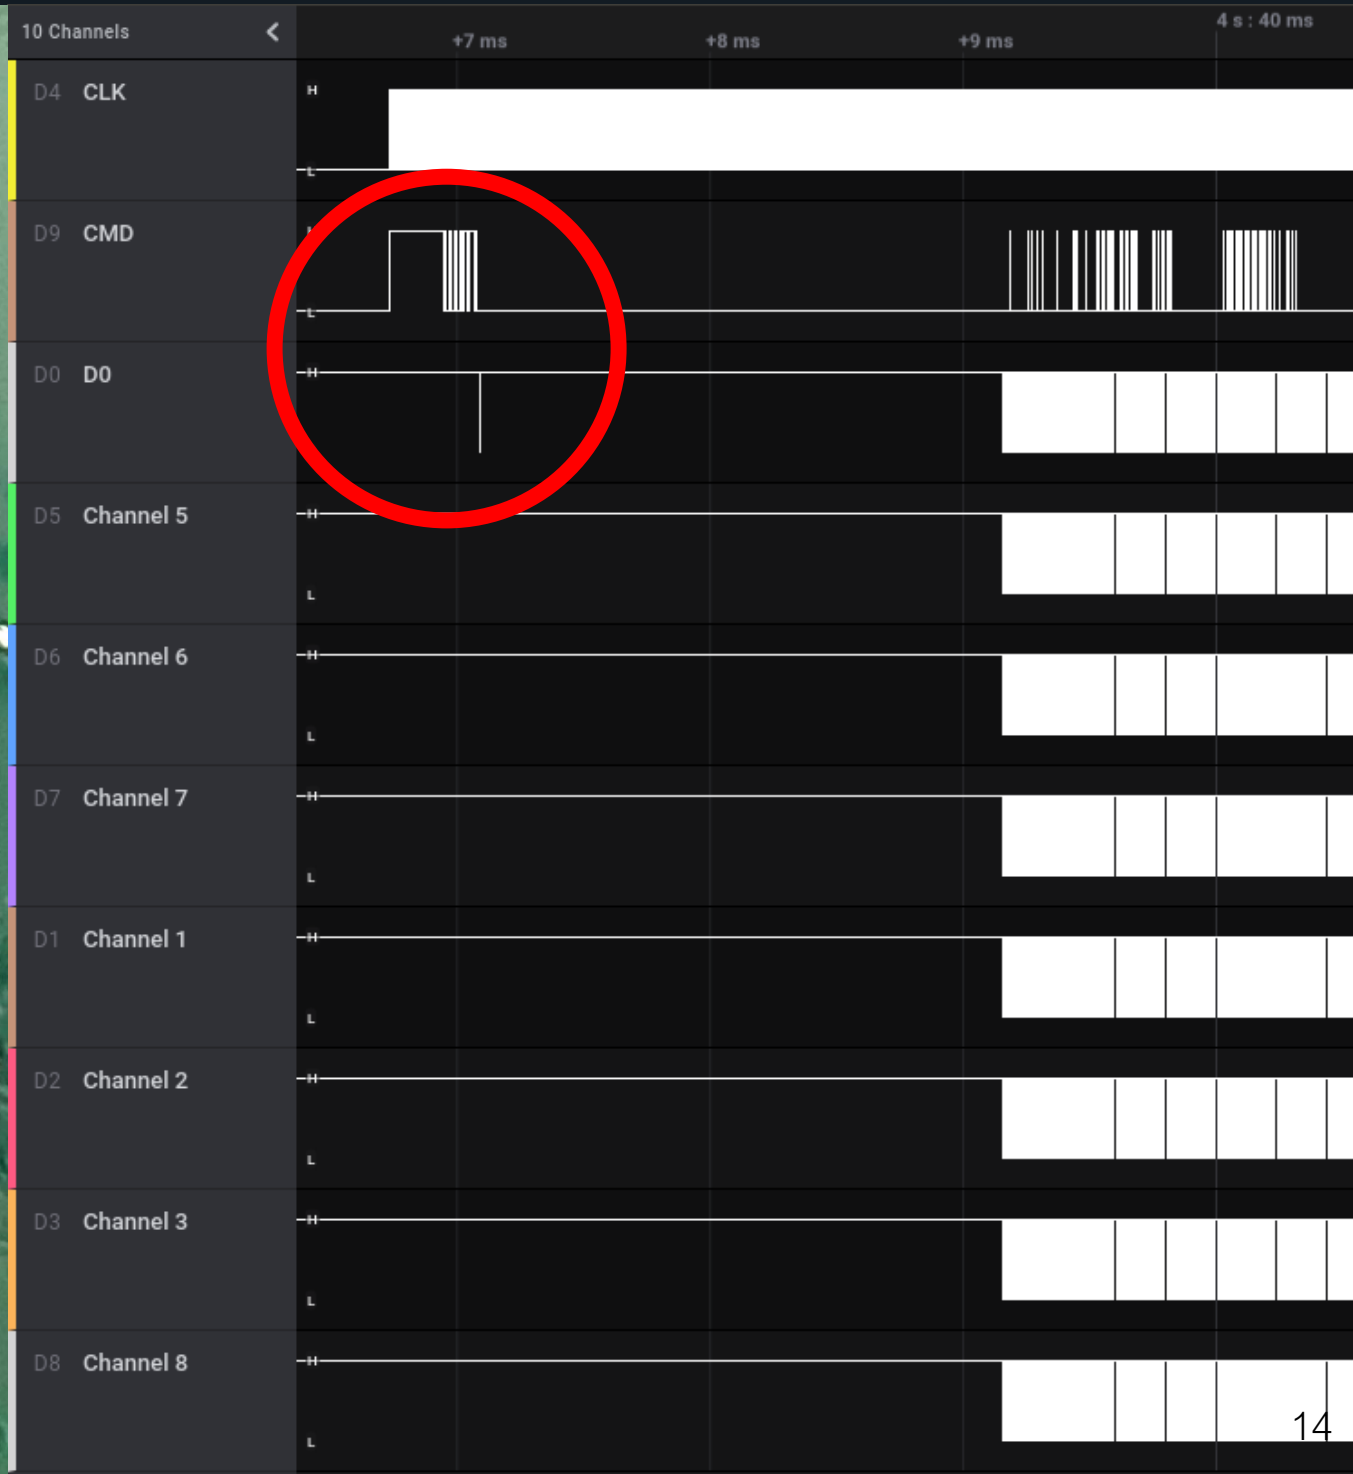 10 Channels
4 s : 40 ms
+7 ms +8 ms +9 ms
D4 CLK
H
L
D9 CMD
L
D0 D0
H
D5 Channel 5
H
L
D6 Channel 6
H
L
D7 Channel 7
H
L
D1 Channel 1
H
L
D2 Channel 2
H
L
D3 Channel 3
H
L
D8 Channel 8
H
L
14